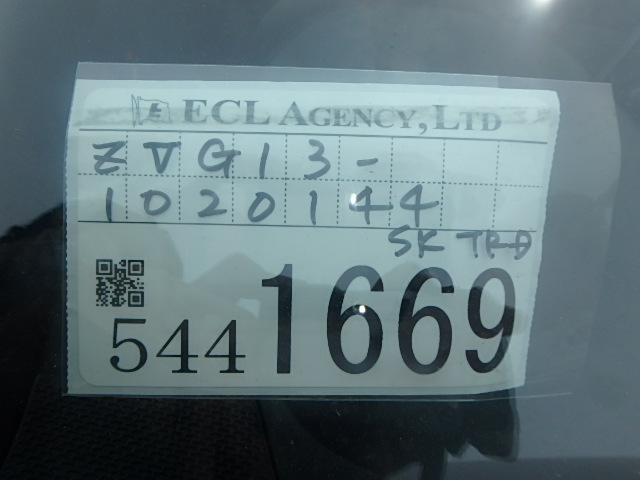 E ECL AGENCY, LTD
ZVG13-
1020144
SK TRD
5441669